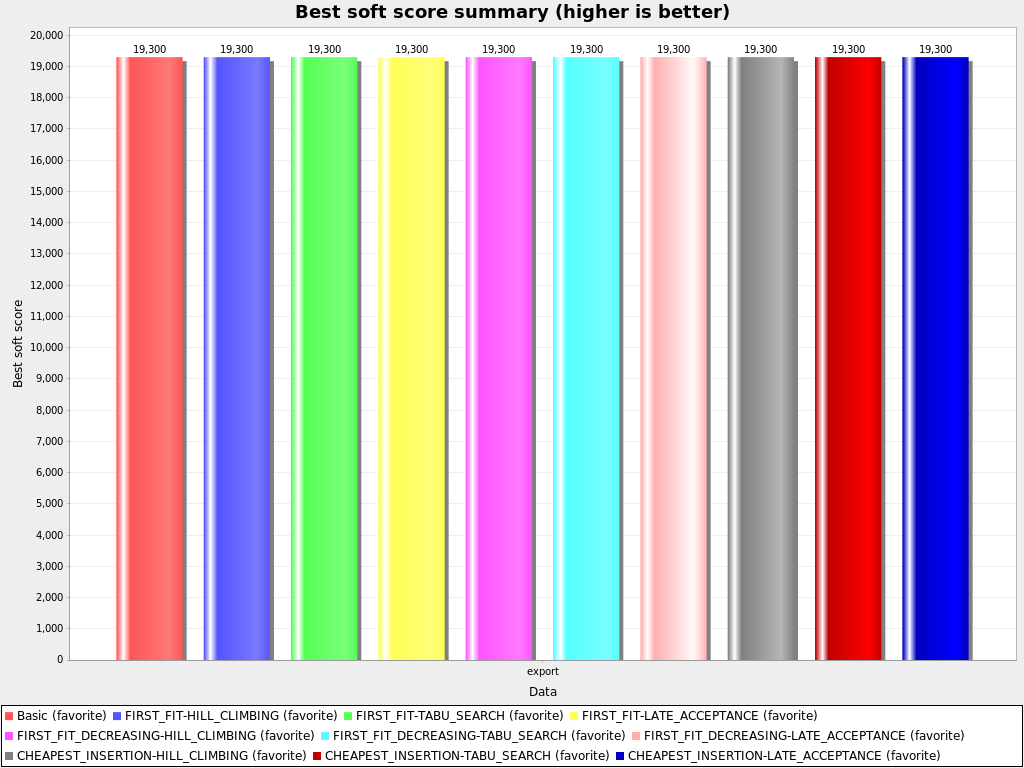 Best soft score summary (higher is better)
20,000
19,000
18,000
17,000
16,000
15,000
14,000
13,000
12,000
11,000
10,000
9,000
8,000
7,000
6,000
5,000
4,000
3,000
2,000
1,000
0
Best soft score
19,300 19,300 19,300 19,300 19,300 19,300 19,300 19,300 19,300 19,300
export
Data
Basic (favorite) FIRST_FIT-HILL_CLIMBING (favorite) FIRST_FIT-TABU_SEARCH (favorite) FIRST_FIT-LATE_ACCEPTANCE (favorite)
FIRST_FIT_DECREASING-HILL_CLIMBING (favorite) FIRST_FIT_DECREASING-TABU_SEARCH (favorite) FIRST_FIT_DECREASING-LATE_ACCEPTANCE (favorite)
CHEAPEST_INSERTION-HILL_CLIMBING (favorite) CHEAPEST_INSERTION-TABU_SEARCH (favorite) CHEAPEST_INSERTION-LATE_ACCEPTANCE (favorite)